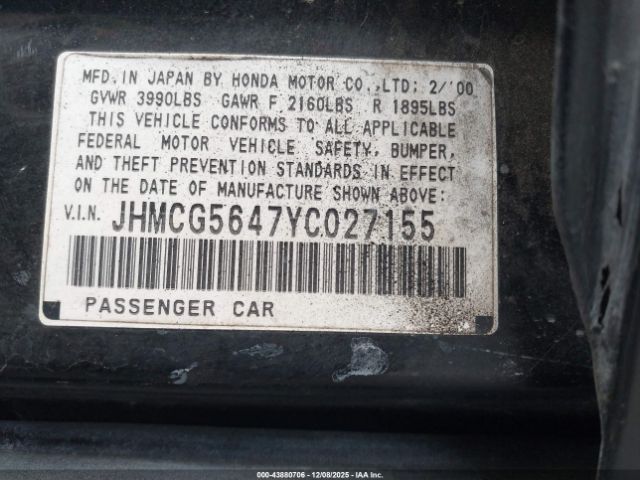 MFD. IN JAPAN BY HONDA MOTOR CO.,LTD: 2/'00
GVWR 3990LBS GAWR F 2160LBS R 1895LBS
THIS VEHICLE CONFORMS TO ALL APPLICABLE
FEDERAL MOTOR VEHICLE SAFETY, BUMPER,
AND THEFT PREVENTION STANDARDS IN EFFECT
ON THE DATE OF MANUFACTURE SHOWN ABOVE:
V.I.N. JHMCG5647YC027155
PASSENGER CAR
000-43880706 - 12/08/2025 - IAA Inc.